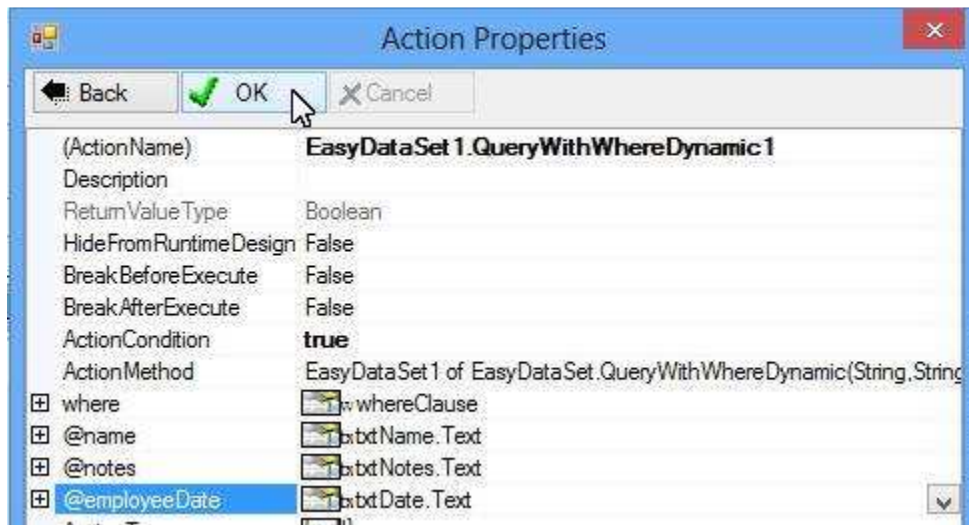 Action Properties
Back OK Cancel
(ActionName) EasyDataSet1.QueryWithWhereDynamic1
Description
ReturnValueType Boolean
HideFromRuntimeDesign False
BreakBeforeExecute False
BreakAfterExecute False
ActionCondition true
ActionMethod EasyDataSet1 of EasyDataSet.QueryWithWhereDynamic(String,String
where whereClause
@name txtName.Text
@notes txtNotes.Text
@employeeDate txtDate.Text